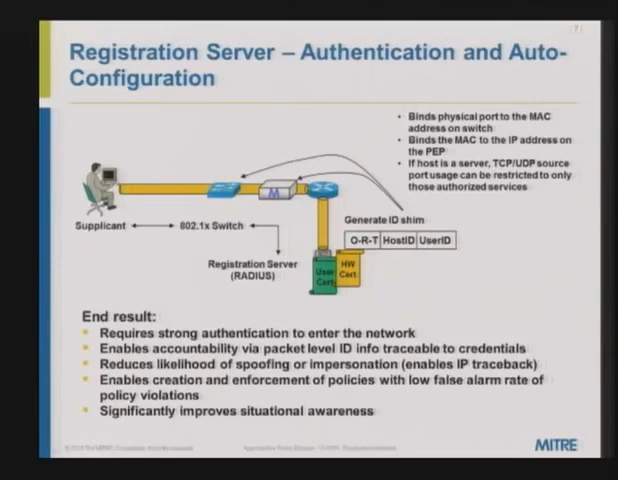 Registration Server – Authentication and Auto-
Configuration
• Binds physical port to the MAC
address on switch
• Binds the MAC to the IP address on
the PEP
• If host is a server, TCP/UDP source
port usage can be restricted to only
those authorized services
M
Generate ID shim
Supplicant
802.1x Switch
O-R-T HostID UserID
Registration Server
(RADIUS)
User
Cert
HW
Cert
End result:
Requires strong authentication to enter the network
Enables accountability via packet level ID info traceable to credentials
Reduces likelihood of spoofing or impersonation (enables IP traceback)
Enables creation and enforcement of policies with low false alarm rate of
policy violations
Significantly improves situational awareness
MITRE